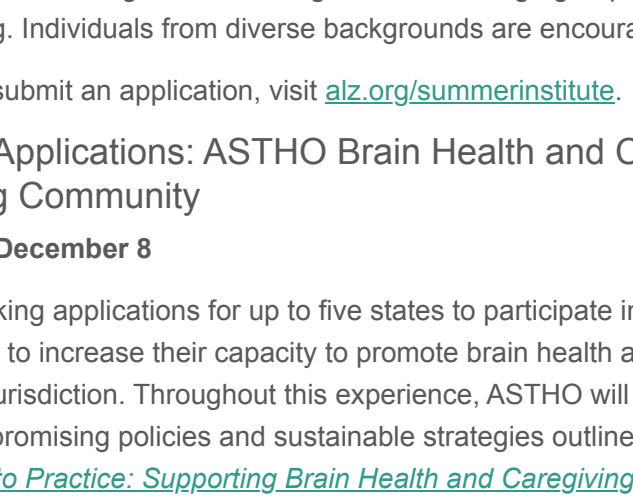 g. Individuals from diverse backgrounds are encoura
submit an application, visit alz.org/summerinstitute.
Applications: ASTHO Brain Health and C
g Community
December 8
king applications for up to five states to participate i
to increase their capacity to promote brain health a
urisdiction. Throughout this experience, ASTHO will
promising policies and sustainable strategies outline
to Practice: Supporting Brain Health and Caregiving